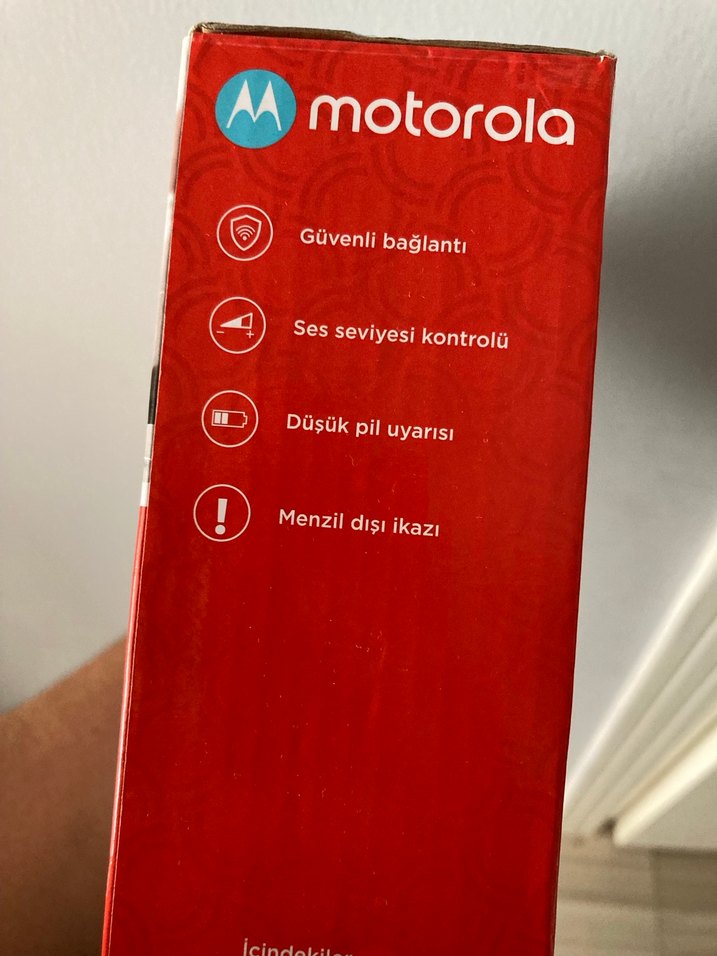 motorola
Güvenli bağlantı
Ses seviyesi kontrolü
Düşük pil uyarısı
Menzil dışı ikazı